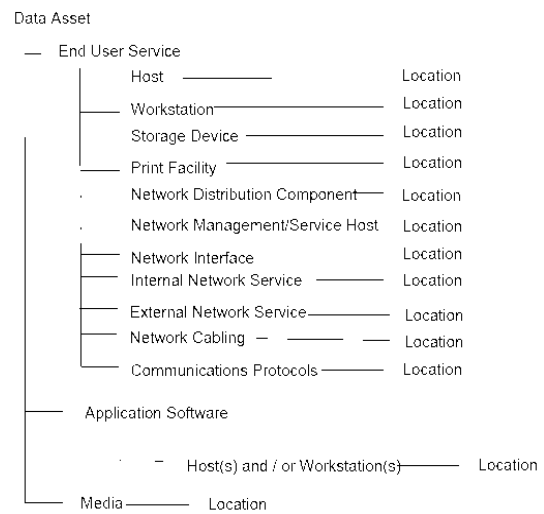 Data Asset
End User Service
Host Location
Workstation Location
Storage Device Location
Print Facility Location
Network Distribution Component Location
Network Management/Service Host Location
Network Interface Location
Internal Network Service Location
External Network Service Location
Network Cabling Location
Communications Protocols Location
Application Software
Host(s) and / or Workstation(s) Location
Media Location